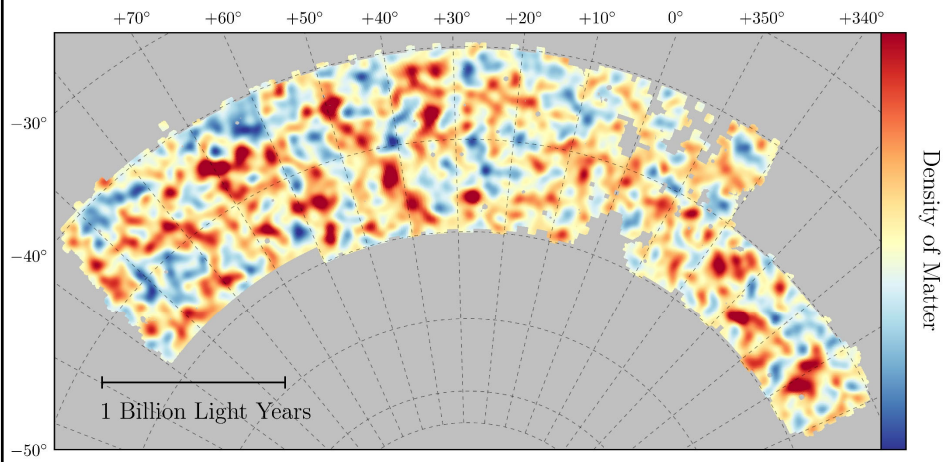 +70° +60° +50° +40° +30° +20° +10° 0° +350° +340°
−30°
−40°
−50°
1 Billion Light Years
Density of Matter